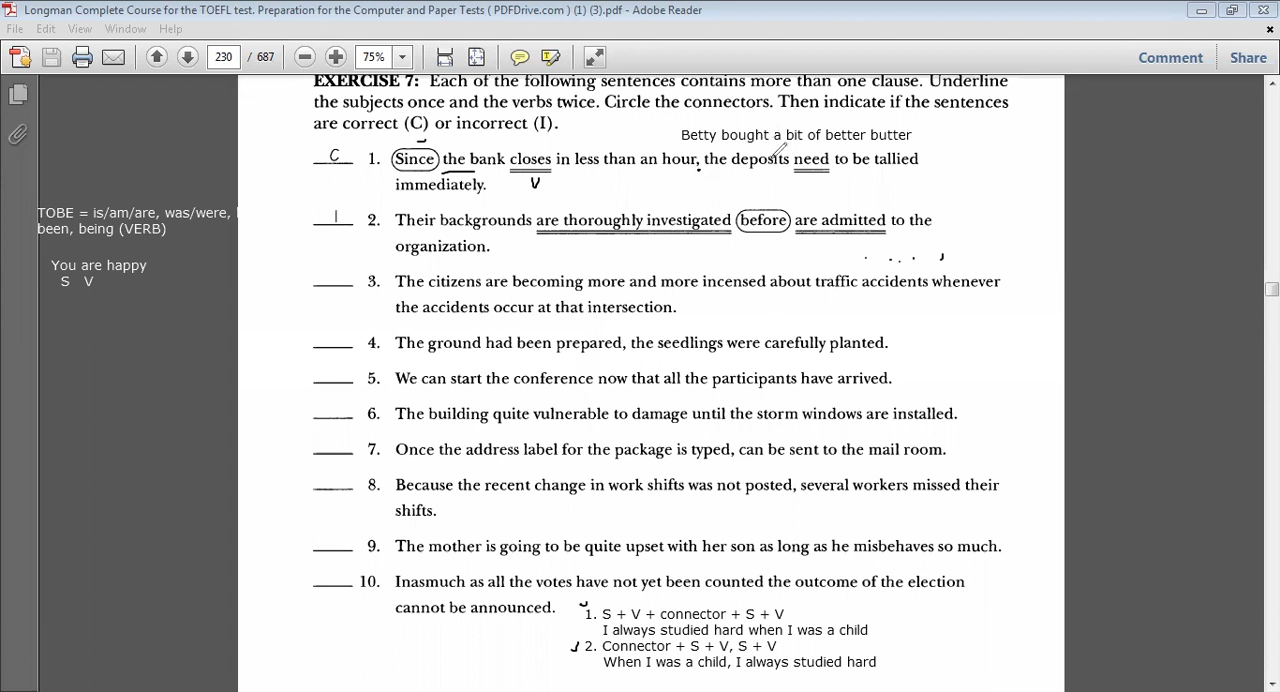 Longman Complete Course for the TOEFL test. Preparation for the Computer and Paper Tests ( PDFDrive.com ) (1) (3).pdf - Adobe Reader
File Edit View Window Help
230 / 687 75% Comment Share
EXERCISE 7: Each of the following sentences contains more than one clause. Underline
the subjects once and the verbs twice. Circle the connectors. Then indicate if the sentences
are correct (C) or incorrect (I).
Betty bought a bit of better butter
C 1. Since the bank closes in less than an hour, the deposits need to be tallied
immediately. V
TOBE = is/am/are, was/were,
been, being (VERB)
I 2. Their backgrounds are thoroughly investigated before are admitted to the
organization.
You are happy
S V
3. The citizens are becoming more and more incensed about traffic accidents whenever
the accidents occur at that intersection.
4. The ground had been prepared, the seedlings were carefully planted.
5. We can start the conference now that all the participants have arrived.
6. The building quite vulnerable to damage until the storm windows are installed.
7. Once the address label for the package is typed, can be sent to the mail room.
8. Because the recent change in work shifts was not posted, several workers missed their
shifts.
9. The mother is going to be quite upset with her son as long as he misbehaves so much.
10. Inasmuch as all the votes have not yet been counted the outcome of the election
cannot be announced.
1. S + V + connector + S + V
I always studied hard when I was a child
2. Connector + S + V, S + V
When I was a child, I always studied hard